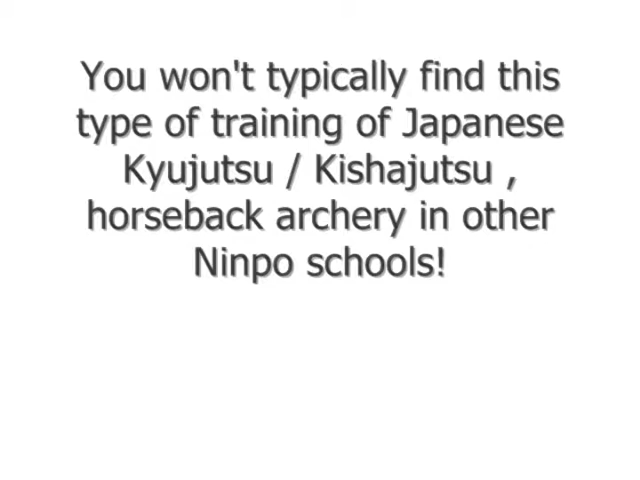 You won't typically find this
type of training of Japanese
Kyujutsu / Kishajutsu ,
horseback archery in other
Ninpo schools!